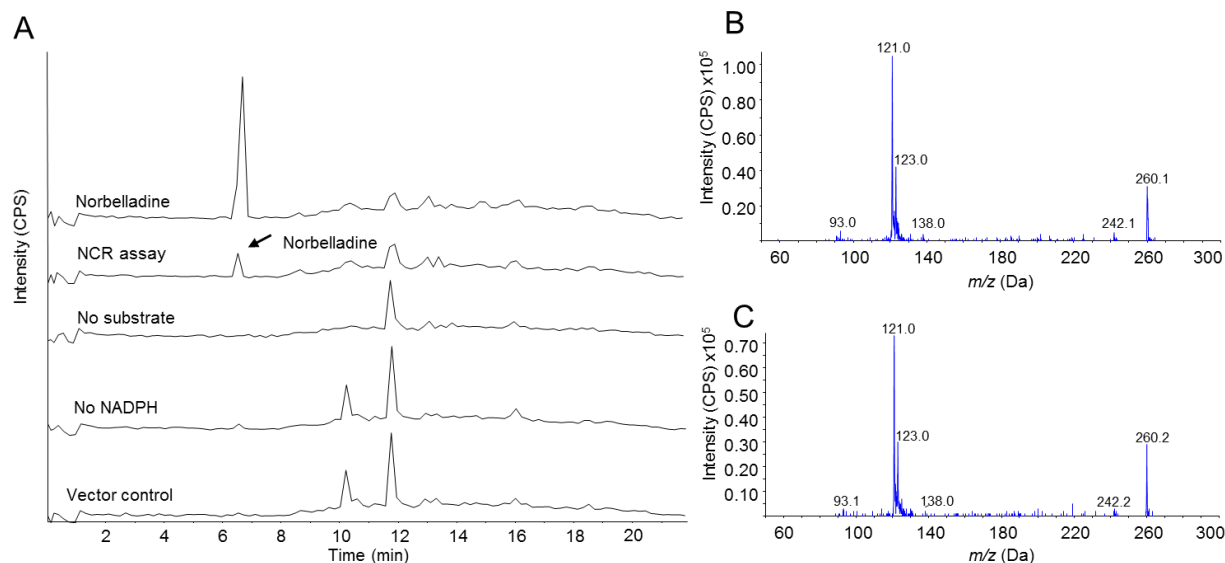 A
Intensity (CPS)
Norbelladine
NCR assay
Norbelladine
No substrate
No NADPH
Vector control
2 4 6 8 10 12 14 16 18 20
Time (min)
B
Intensity (CPS) x10⁵
1.00
0.80
0.60
0.40
0.20
121.0
123.0
93.0
138.0
242.1
260.1
60 100 140 180 220 260 300
m/z (Da)
C
Intensity (CPS) x10⁵
0.70
0.60
0.50
0.40
0.30
0.20
0.10
121.0
123.0
93.1
138.0
242.2
260.2
60 100 140 180 220 260 300
m/z (Da)